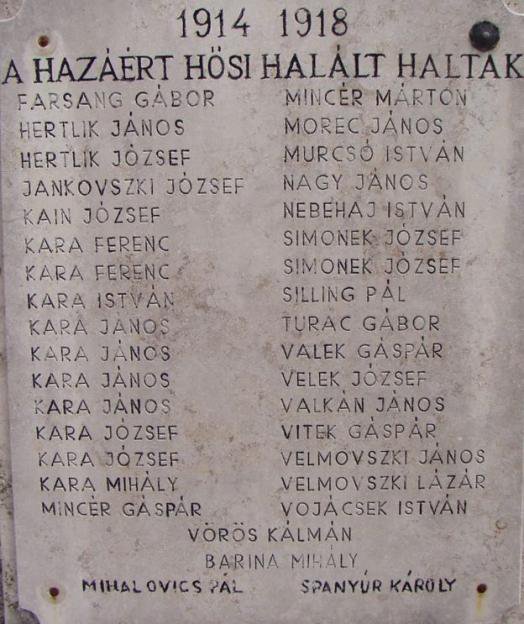 1914 1918
A HAZÁÉRT HŐSI HALÁLT HALTAK
FARSANG GÁBOR
HERTLIK JÁNOS
HERTLIK JÓZSEF
JANKOVSZKI JÓZSEF
KAIN JÓZSEF
KARA FERENC
KARA FERENC
KARA ISTVÁN
KARA JÁNOS
KARA JÁNOS
KARA JÁNOS
KARA JÁNOS
KARA JÓZSEF
KARA JÓZSEF
KARA MIHÁLY
MINCÉR GÁSPÁR
MINCÉR MÁRTON
MOREC JÁNOS
MURCSÓ ISTVÁN
NAGY JÁNOS
NEBEHAJ ISTVÁN
SIMONEK JÓZSEF
SIMONEK JÓZSEF
SILLING PÁL
TURAC GÁBOR
VALEK GÁSPÁR
VELEK JÓZSEF
VALKÁN JÁNOS
VITEK GÁSPÁR
VELMOVSZKI JÁNOS
VELMOVSZKI LÁZÁR
VOJÁCSEK ISTVÁN
VÖRÖS KÁLMÁN
BARINA MIHÁLY
MIHALOVICS PÁL SPANYÚR KÁROLY